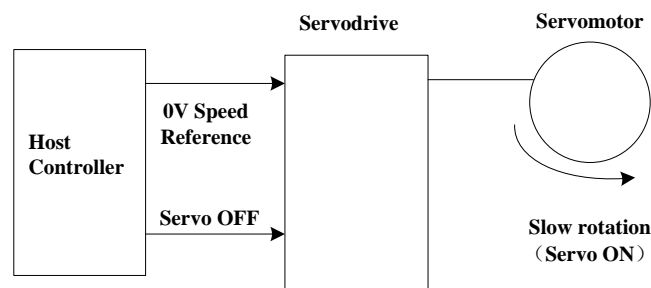 Servodrive
Servomotor
Host
Controller
0V Speed
Reference
Servo OFF
Slow rotation
（Servo ON）